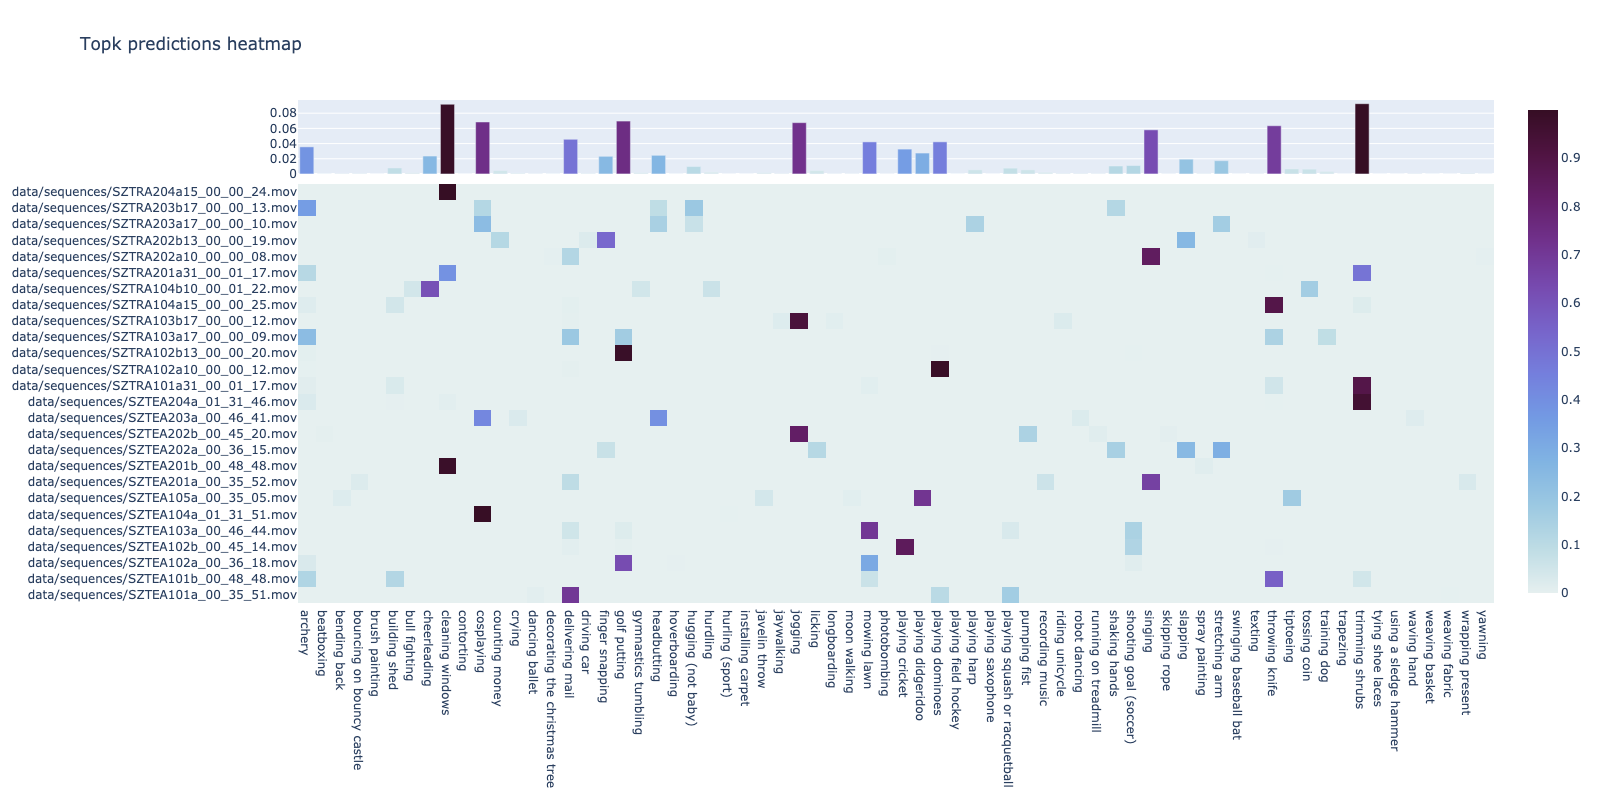 Topk predictions heatmap
0.08
0.06
0.04
0.02
0
data/sequences/SZTRA204a15_00_00_24.mov
data/sequences/SZTRA203b17_00_00_13.mov
data/sequences/SZTRA203a17_00_00_10.mov
data/sequences/SZTRA202b13_00_00_19.mov
data/sequences/SZTRA202a10_00_00_08.mov
data/sequences/SZTRA201a31_00_01_17.mov
data/sequences/SZTRA104b10_00_01_22.mov
data/sequences/SZTRA104a15_00_00_25.mov
data/sequences/SZTRA103b17_00_00_12.mov
data/sequences/SZTRA103a17_00_00_09.mov
data/sequences/SZTRA102b13_00_00_20.mov
data/sequences/SZTRA102a10_00_00_12.mov
data/sequences/SZTRA101a31_00_01_17.mov
data/sequences/SZTEA204a_01_31_46.mov
data/sequences/SZTEA203a_00_46_41.mov
data/sequences/SZTEA202b_00_45_20.mov
data/sequences/SZTEA202a_00_36_15.mov
data/sequences/SZTEA201b_00_48_48.mov
data/sequences/SZTEA201a_00_35_52.mov
data/sequences/SZTEA105a_00_35_05.mov
data/sequences/SZTEA104a_01_31_51.mov
data/sequences/SZTEA103a_00_46_44.mov
data/sequences/SZTEA102b_00_45_14.mov
data/sequences/SZTEA102a_00_36_18.mov
data/sequences/SZTEA101b_00_48_48.mov
data/sequences/SZTEA101a_00_35_51.mov
archery
beatboxing
bending back
bouncing on bouncy castle
brush painting
building shed
bull fighting
cheerleading
cleaning windows
contorting
cosplaying
counting money
crying
dancing ballet
decorating the christmas tree
delivering mail
driving car
finger snapping
golf putting
gymnastics tumbling
headbutting
hoverboarding
hugging (not baby)
hurdling
hurling (sport)
installing carpet
javelin throw
jaywalking
jogging
licking
longboarding
moon walking
mowing lawn
photobombing
playing cricket
playing didgeridoo
playing dominoes
playing field hockey
playing harp
playing saxophone
playing squash or racquetball
pumping fist
recording music
riding unicycle
robot dancing
running on treadmill
shaking hands
shooting goal (soccer)
singing
skipping rope
slapping
spray painting
stretching arm
swinging baseball bat
texting
throwing knife
tiptoeing
tossing coin
training dog
trapezing
trimming shrubs
tying shoe laces
using a sledge hammer
waving hand
weaving basket
weaving fabric
wrapping present
yawning
0.9
0.8
0.7
0.6
0.5
0.4
0.3
0.2
0.1
0